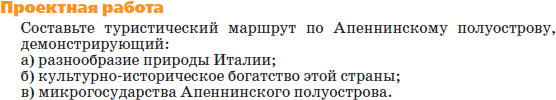 Проектная работа
Составьте туристический маршрут по Апеннинскому полуострову,
демонстрирующий:
а) разнообразие природы Италии;
б) культурно-историческое богатство этой страны;
в) микрогосударства Апеннинского полуострова.